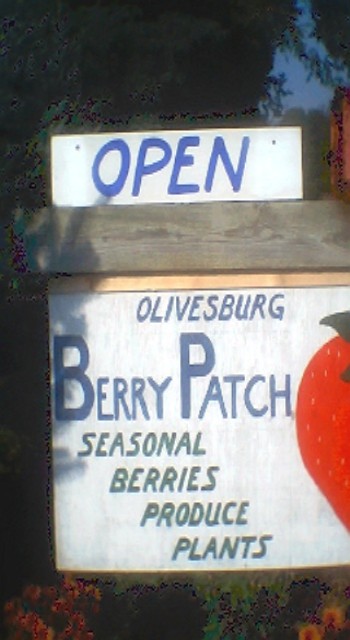 OPEN
OLIVESBURG
BERRY PATCH
SEASONAL
BERRIES
PRODUCE
PLANTS